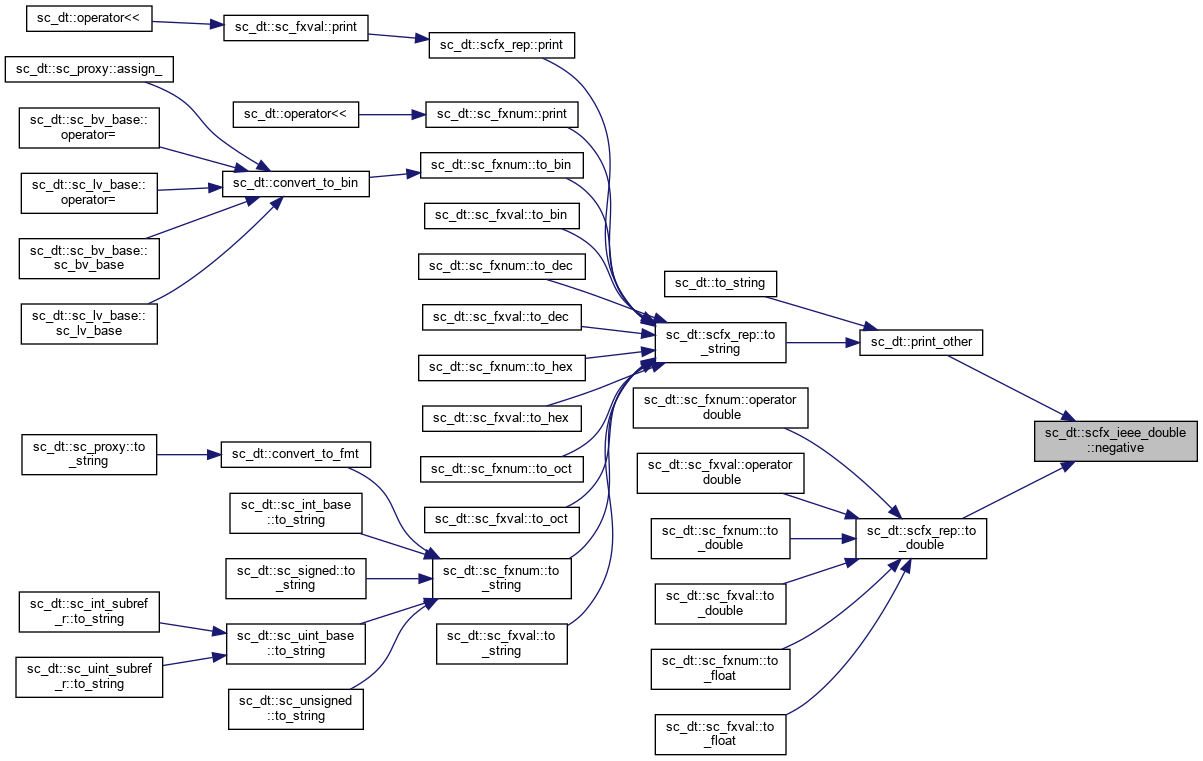 sc_dt::operator<<
sc_dt::sc_fxval::print
sc_dt::scfx_rep::print
sc_dt::sc_proxy::assign_
sc_dt::sc_bv_base::
operator=
sc_dt::operator<<
sc_dt::sc_fxnum::print
sc_dt::sc_lv_base::
operator=
sc_dt::convert_to_bin
sc_dt::sc_fxnum::to_bin
sc_dt::sc_fxval::to_bin
sc_dt::sc_bv_base::
sc_bv_base
sc_dt::sc_fxnum::to_dec
sc_dt::sc_lv_base::
sc_lv_base
sc_dt::sc_fxval::to_dec
sc_dt::to_string
sc_dt::scfx_rep::to
_string
sc_dt::print_other
sc_dt::sc_fxnum::to_hex
sc_dt::sc_fxval::to_hex
sc_dt::sc_fxnum::operator
double
sc_dt::scfx_ieee_double
::negative
sc_dt::sc_proxy::to
_string
sc_dt::convert_to_fmt
sc_dt::sc_fxnum::to_oct
sc_dt::sc_fxval::operator
double
sc_dt::sc_int_base
::to_string
sc_dt::sc_fxval::to_oct
sc_dt::sc_fxnum::to
_double
sc_dt::scfx_rep::to
_double
sc_dt::sc_signed::to
_string
sc_dt::sc_fxnum::to
_string
sc_dt::sc_fxval::to
_double
sc_dt::sc_int_subref
_r::to_string
sc_dt::sc_uint_base
::to_string
sc_dt::sc_fxval::to
_string
sc_dt::sc_fxnum::to
_float
sc_dt::sc_uint_subref
_r::to_string
sc_dt::sc_unsigned
::to_string
sc_dt::sc_fxval::to
_float